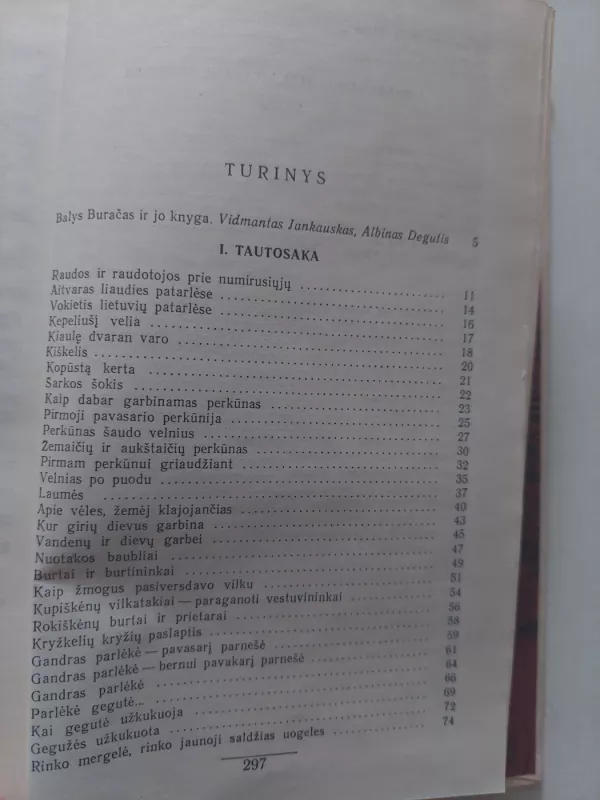 TURINYS
Balys Buračas ir jo knyga. Vidmantas Jankauskas, Albinas Degutis 5
I. TAUTOSAKA
Raudos ir raudotojos prie numirusiųjų 11
Aitvaras liaudies patarlėse 14
Vokietis lietuvių patarlėse 16
Kepeliušį velia 17
Kiaulę dvaran varo 18
Kiškelis 20
Kopūstą kerta 21
Šarkos šokis 22
Kaip dabar garbinamas perkūnas 23
Pirmoji pavasario perkūnija 25
Perkūnas šaudo velnius 27
Žemaičių ir aukštaičių perkūnas 30
Pirmam perkūnui griaudžiant 32
Velnias po puodu 35
Laumės 37
Apie vėles, žemėj klajojančias 40
Kur girių dievus garbina 43
Vandenų ir dievų garbei 45
Nuotakos baubliai 47
Burtai ir burtininkai 49
Kaip žmogus pasiversdavo vilku 51
Kupiškėnų vilkatakiai — paraganoti vestuvininkai 54
Rokiškėnų burtai ir prietarai 56
Kryžkelių kryžių paslaptis 58
Gandras parlėkė — pavasarį parnešė 59
Gandras parlėkė — bernui pavakarį parnešė 61
Gandras parlėkė 64
Parlėkė gegutė... 66
Kai gegutė užkukuoja 69
Gegužės užkukuota 72
Rinko mergelė, rinko jaunoji saldžias uogeles 74
297